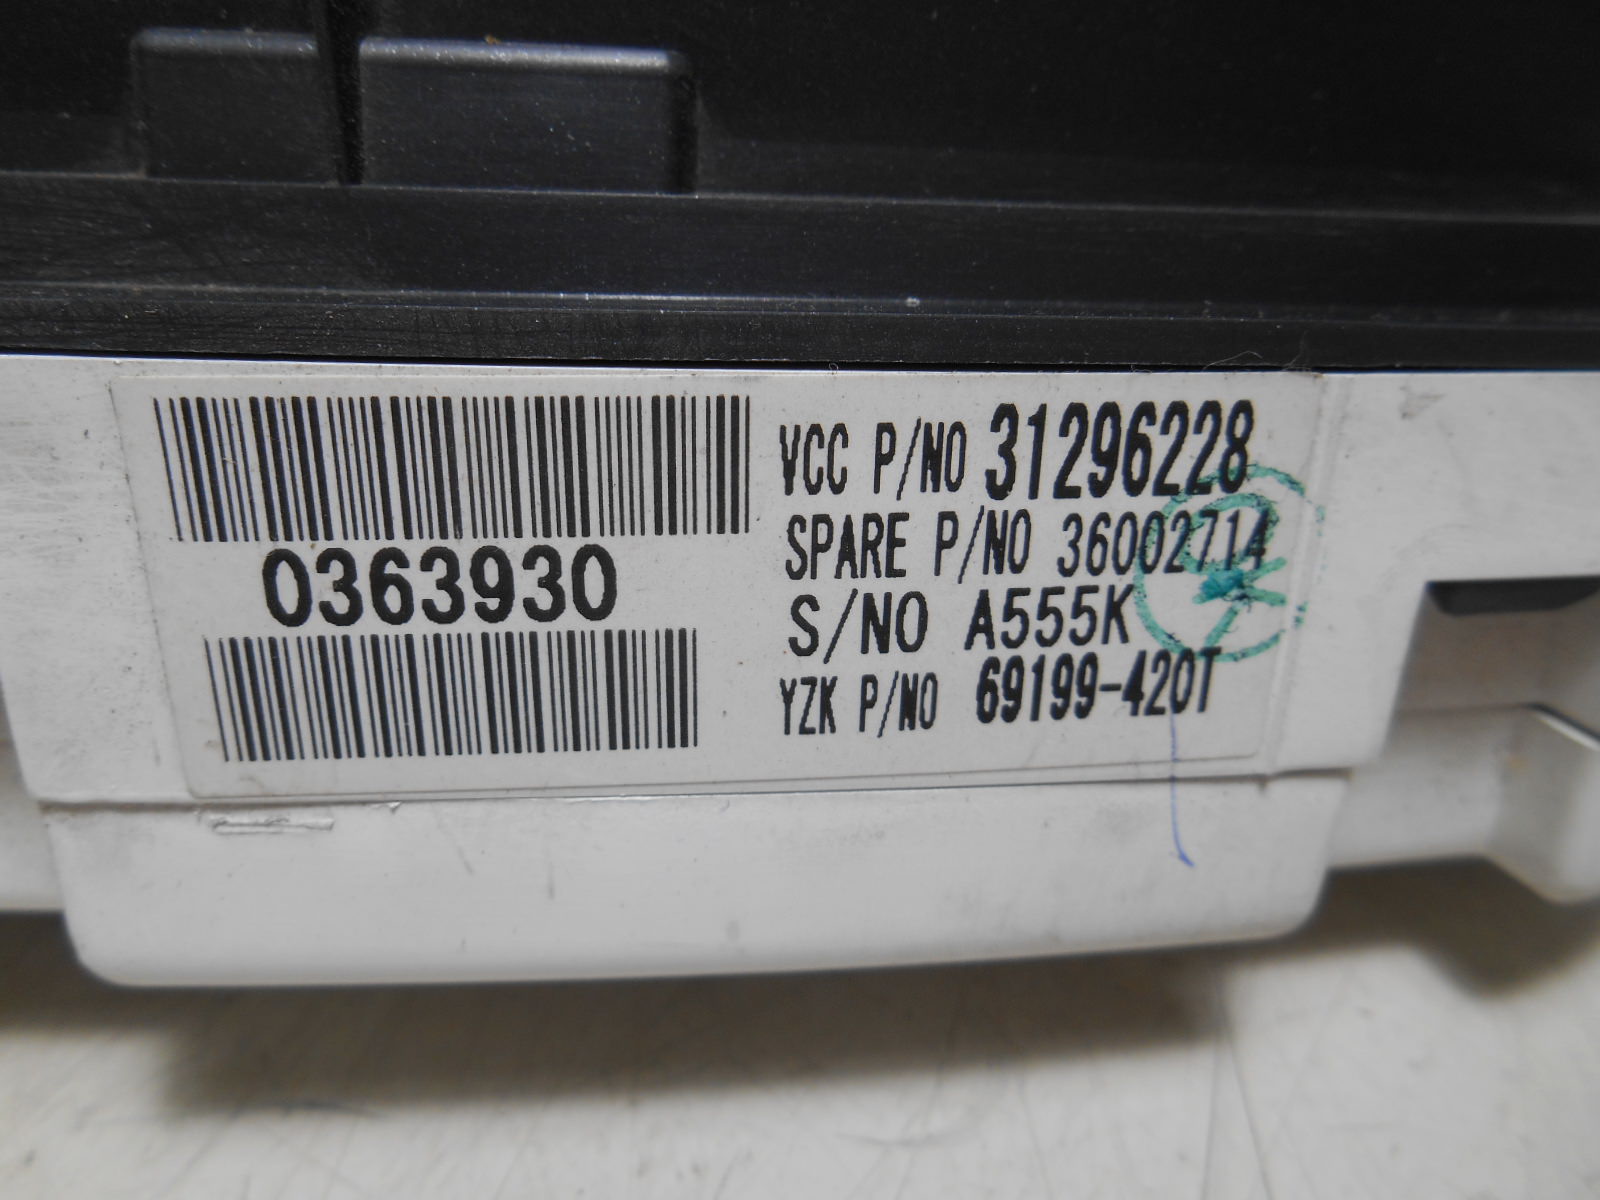 VCC P/NO 31296228
SPARE P/NO 36002714
0363930
S/NO A555K
YZK P/NO 69199-420T